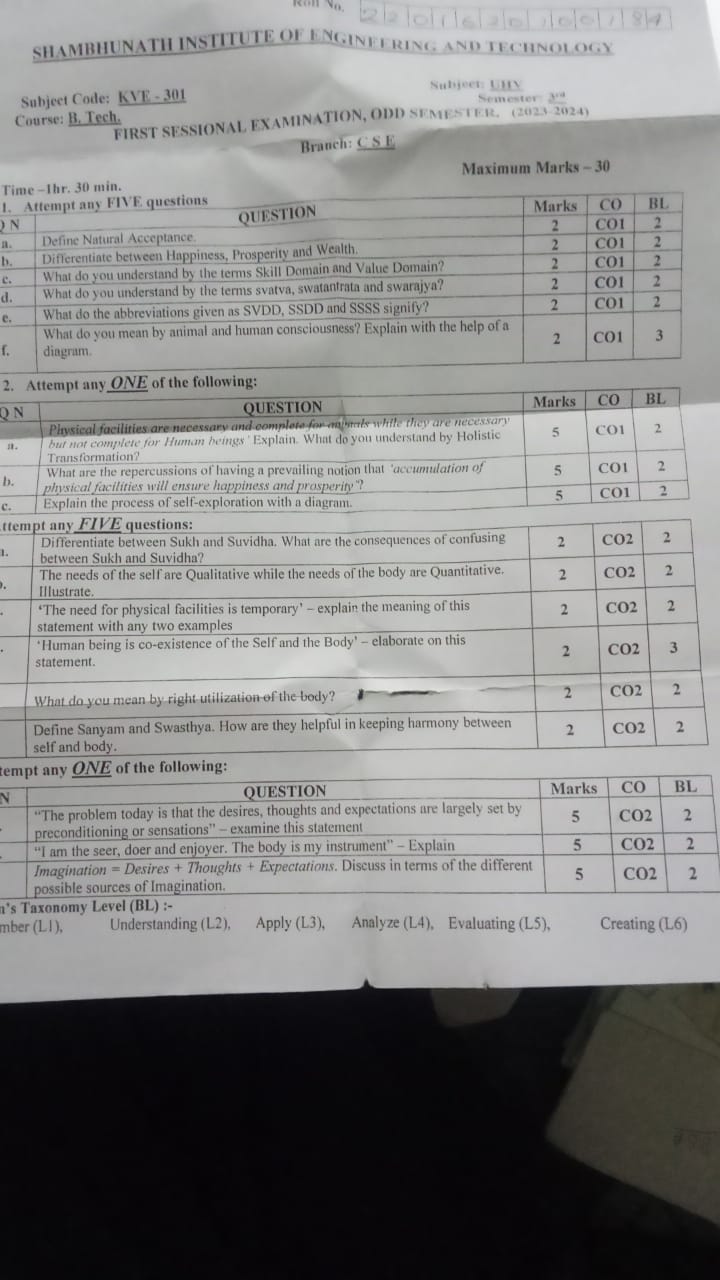 Roll No. 2201620100184
SHAMBHUNATH INSTITUTE OF ENGINEERING AND TECHNOLOGY
Subject Code: KVE - 301 Subject: UHV
Course: B. Tech. Semester: 3rd
FIRST SESSIONAL EXAMINATION, ODD SEMESTER, (2023-2024)
Branch: C S E
Time –1hr. 30 min. Maximum Marks – 30
1. Attempt any FIVE questions
Q N QUESTION Marks CO BL
a. Define Natural Acceptance. 2 CO1 2
b. Differentiate between Happiness, Prosperity and Wealth. 2 CO1 2
c. What do you understand by the terms Skill Domain and Value Domain? 2 CO1 2
d. What do you understand by the terms svatva, swatantrata and swarajya? 2 CO1 2
e. What do the abbreviations given as SVDD, SSDD and SSSS signify? 2 CO1 2
f. What do you mean by animal and human consciousness? Explain with the help of a
diagram. 2 CO1 3
2. Attempt any ONE of the following:
Q N QUESTION Marks CO BL
a. Physical facilities are necessary and complete for animals while they are necessary
but not complete for Human beings ' Explain. What do you understand by Holistic
Transformation? 5 CO1 2
b. What are the repercussions of having a prevailing notion that 'accumulation of
physical facilities will ensure happiness and prosperity'? 5 CO1 2
c. Explain the process of self-exploration with a diagram. 5 CO1 2
ttempt any FIVE questions:
Differentiate between Sukh and Suvidha. What are the consequences of confusing
between Sukh and Suvidha? 2 CO2 2
The needs of the self are Qualitative while the needs of the body are Quantitative.
Illustrate. 2 CO2 2
‘The need for physical facilities is temporary’ – explain the meaning of this
statement with any two examples 2 CO2 2
‘Human being is co-existence of the Self and the Body’ – elaborate on this
statement. 2 CO2 3
What do you mean by right utilization of the body? 2 CO2 2
Define Sanyam and Swasthya. How are they helpful in keeping harmony between
self and body. 2 CO2 2
tempt any ONE of the following:
N QUESTION Marks CO BL
“The problem today is that the desires, thoughts and expectations are largely set by
preconditioning or sensations” – examine this statement 5 CO2 2
“I am the seer, doer and enjoyer. The body is my instrument” – Explain 5 CO2 2
Imagination = Desires + Thoughts + Expectations. Discuss in terms of the different
possible sources of Imagination. 5 CO2 2
's Taxonomy Level (BL) :-
mber (L1), Understanding (L2), Apply (L3), Analyze (L4), Evaluating (L5), Creating (L6)